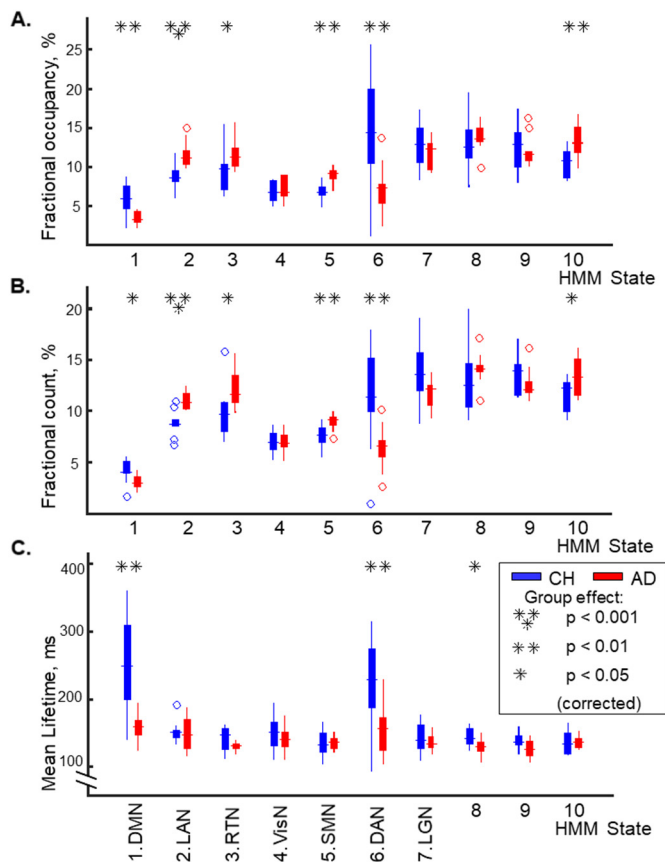 A.
Fractional occupancy, %
25
20
15
10
5
** *** * ** ** **
1 2 3 4 5 6 7 8 9 10
HMM State
B.
Fractional count, %
20
15
10
5
* *** * ** ** *
1 2 3 4 5 6 7 8 9 10
HMM State
C.
Mean Lifetime, ms
400
300
200
100
** ** *
CH AD
Group effect:
*** p < 0.001
** p < 0.01
* p < 0.05
(corrected)
1.DMN 2.LAN 3.RTN 4.VisN 5.SMN 6.DAN 7.LGN 8 9 10
HMM State